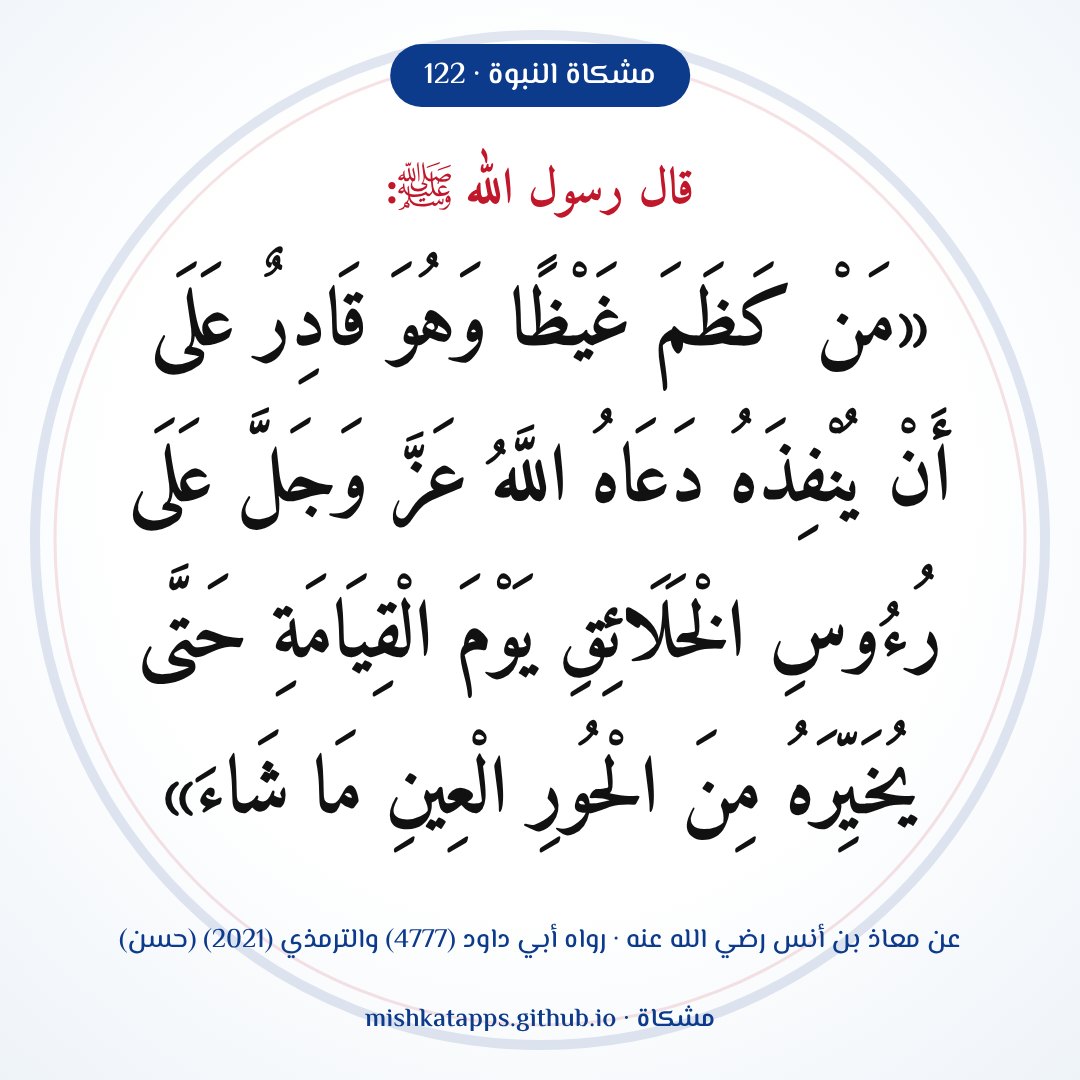 مشكاة النبوة · 122
قال رسول الله ﷺ:
«مَنْ كَظَمَ غَيْظًا وَهُوَ قَادِرٌ عَلَى
أَنْ يُنْفِذَهُ دَعَاهُ اللَّهُ عَزَّ وَجَلَّ عَلَى
رُءُوسِ الْخَلَائِقِ يَوْمَ الْقِيَامَةِ حَتَّى
يُخَيِّرَهُ مِنَ الْحُورِ الْعِينِ مَا شَاءَ»
عن معاذ بن أنس رضي الله عنه · رواه أبي داود (4777) والترمذي (2021) (حسن)
مشكاة · mishkatapps.github.io